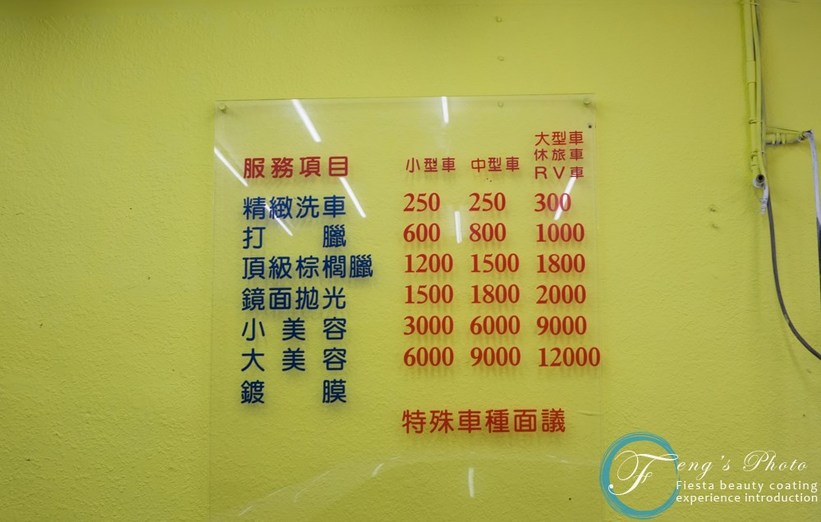 服務項目 小型車 中型車 大型車
休旅車
RV車
精緻洗車 250 250 300
打臘 600 800 1000
頂級棕櫚臘 1200 1500 1800
鏡面拋光 1500 1800 2000
小美容 3000 6000 9000
大美容 6000 9000 12000
鍍膜
特殊車種面議
Feng's Photo
Fiesta beauty coating
experience introduction